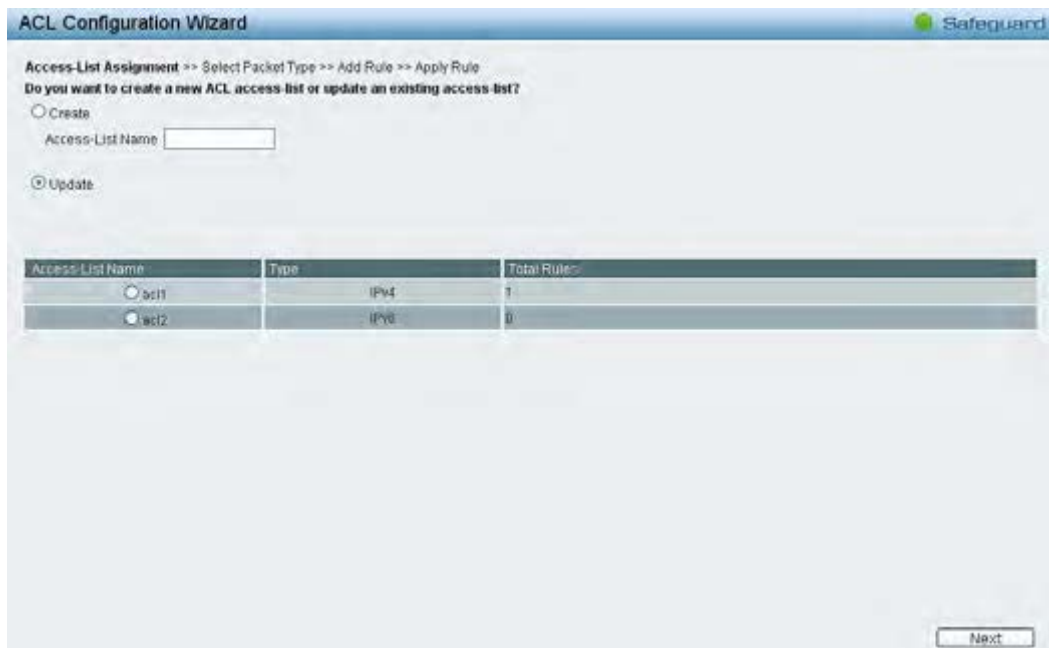 ACL Configuration Wizard
Safeguard
Access-List Assignment >> Select Packet Type >> Add Rule >> Apply Rule
Do you want to create a new ACL access-list or update an existing access-list?
Create
Access-List Name
Update
Access-List Name Type Total Rules
acl1 IPv4 1
acl2 IPV6 0
Next